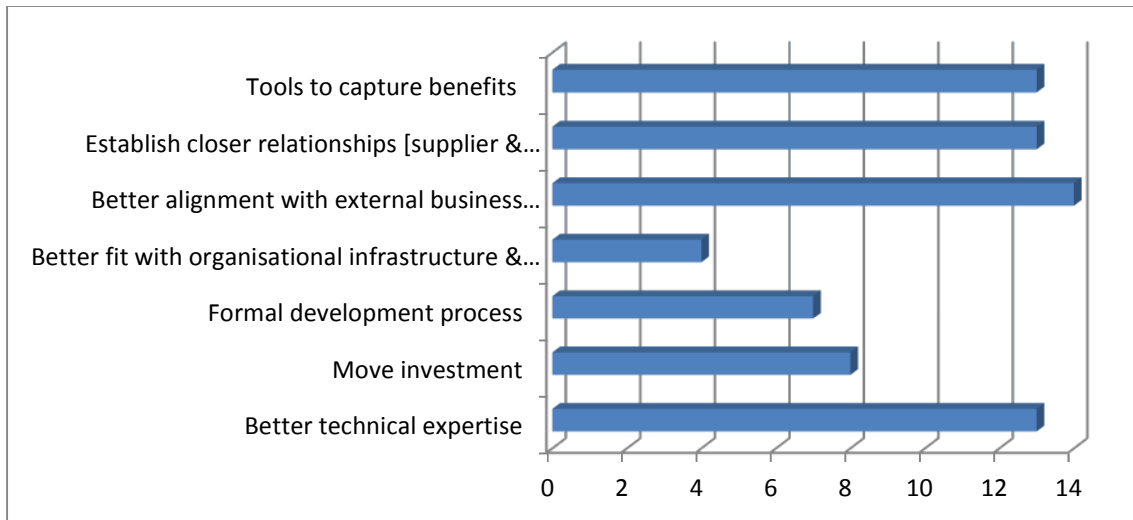 Tools to capture benefits
Establish closer relationships [supplier &...
Better alignment with external business...
Better fit with organisational infrastructure &...
Formal development process
Move investment
Better technical expertise
0 2 4 6 8 10 12 14